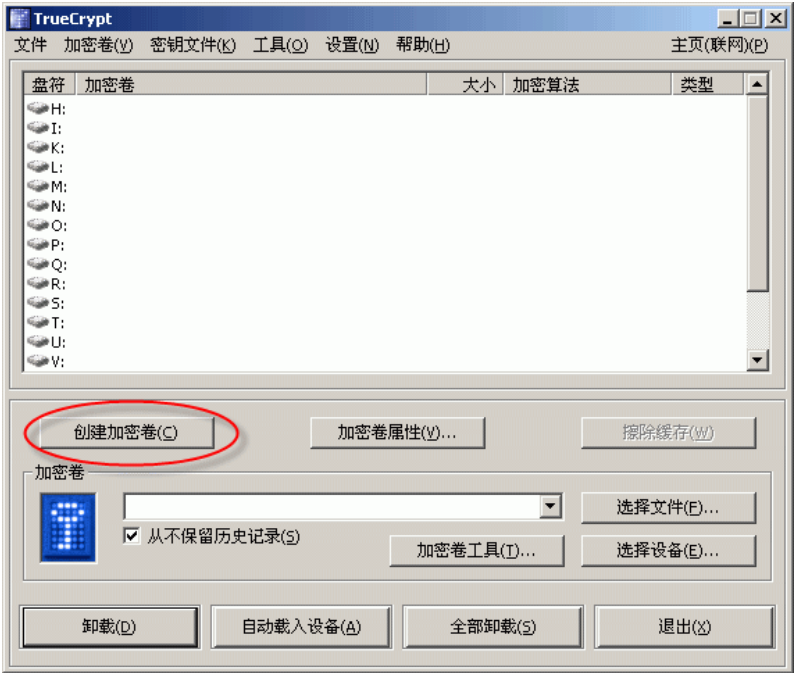 TrueCrypt
文件 加密卷(V) 密钥文件(K) 工具(O) 设置(N) 帮助(H) 主页(联网)(P)
盘符 加密卷 大小 加密算法 类型
H:
I:
K:
L:
M:
N:
O:
P:
Q:
R:
S:
T:
U:
V:
创建加密卷(C) 加密卷属性(V)... 擦除缓存(W)
加密卷
选择文件(F)...
从不保留历史记录(S)
加密卷工具(T)... 选择设备(E)...
卸载(D) 自动载入设备(A) 全部卸载(S) 退出(X)